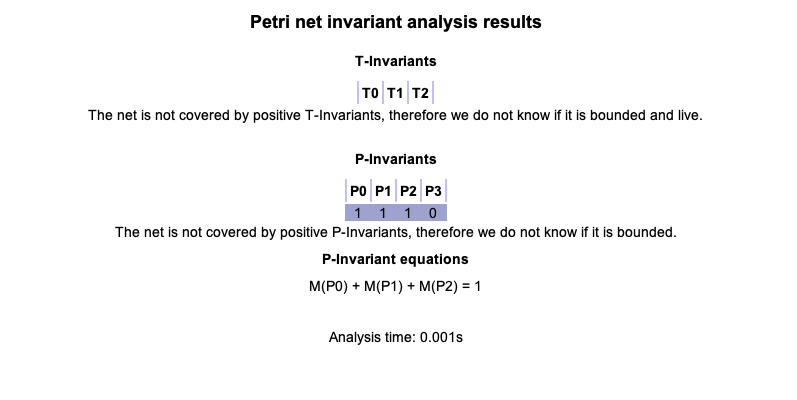 Petri net invariant analysis results
T-Invariants
T0 T1 T2
The net is not covered by positive T-Invariants, therefore we do not know if it is bounded and live.
P-Invariants
P0 P1 P2 P3
1 1 1 0
The net is not covered by positive P-Invariants, therefore we do not know if it is bounded.
P-Invariant equations
M(P0) + M(P1) + M(P2) = 1
Analysis time: 0.001s